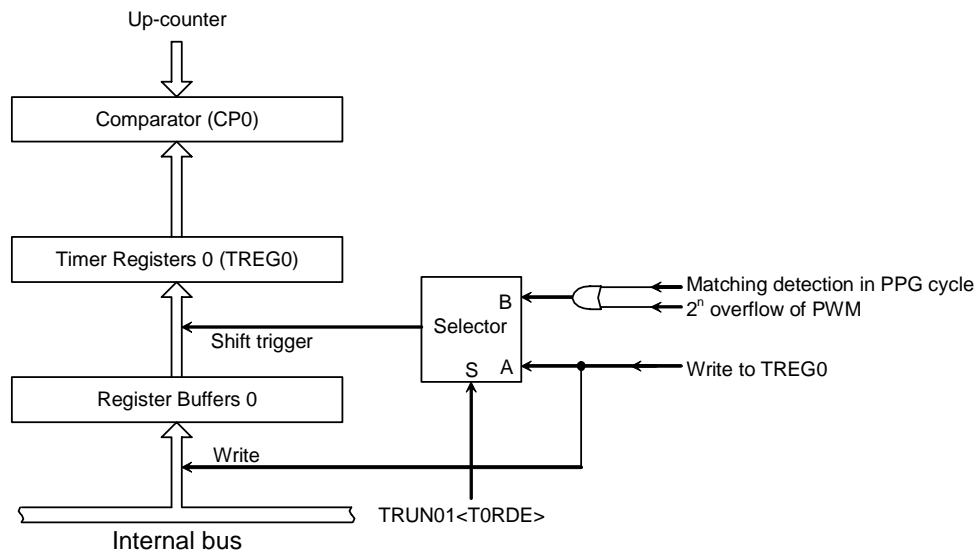 Up-counter
Comparator (CP0)
Timer Registers 0 (TREG0)
Matching detection in PPG cycle
B
2ⁿ overflow of PWM
Selector
Shift trigger
S
A
Write to TREG0
Register Buffers 0
Write
TRUN01<T0RDE>
Internal bus